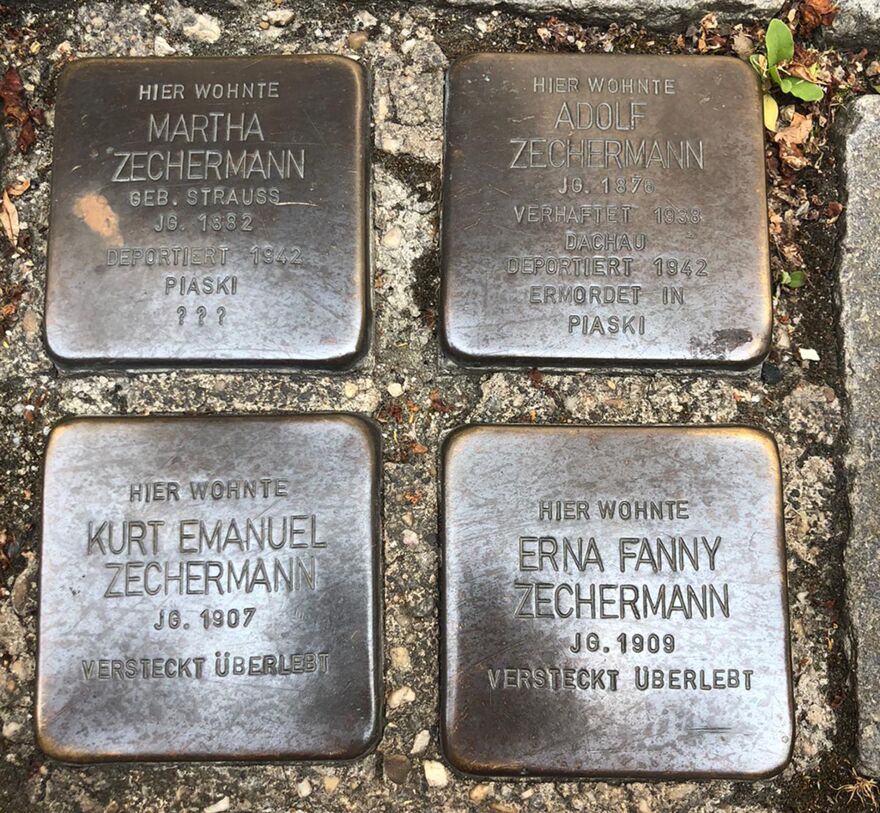 HIER WOHNTE
MARTHA
ZECHERMANN
GEB. STRAUSS
JG. 1882
DEPORTIERT 1942
PIASKI
? ? ?
HIER WOHNTE
ADOLF
ZECHERMANN
JG. 1876
VERHAFTET 1938
DACHAU
DEPORTIERT 1942
ERMORDET IN
PIASKI
HIER WOHNTE
KURT EMANUEL
ZECHERMANN
JG. 1907
VERSTECKT ÜBERLEBT
HIER WOHNTE
ERNA FANNY
ZECHERMANN
JG. 1909
VERSTECKT ÜBERLEBT